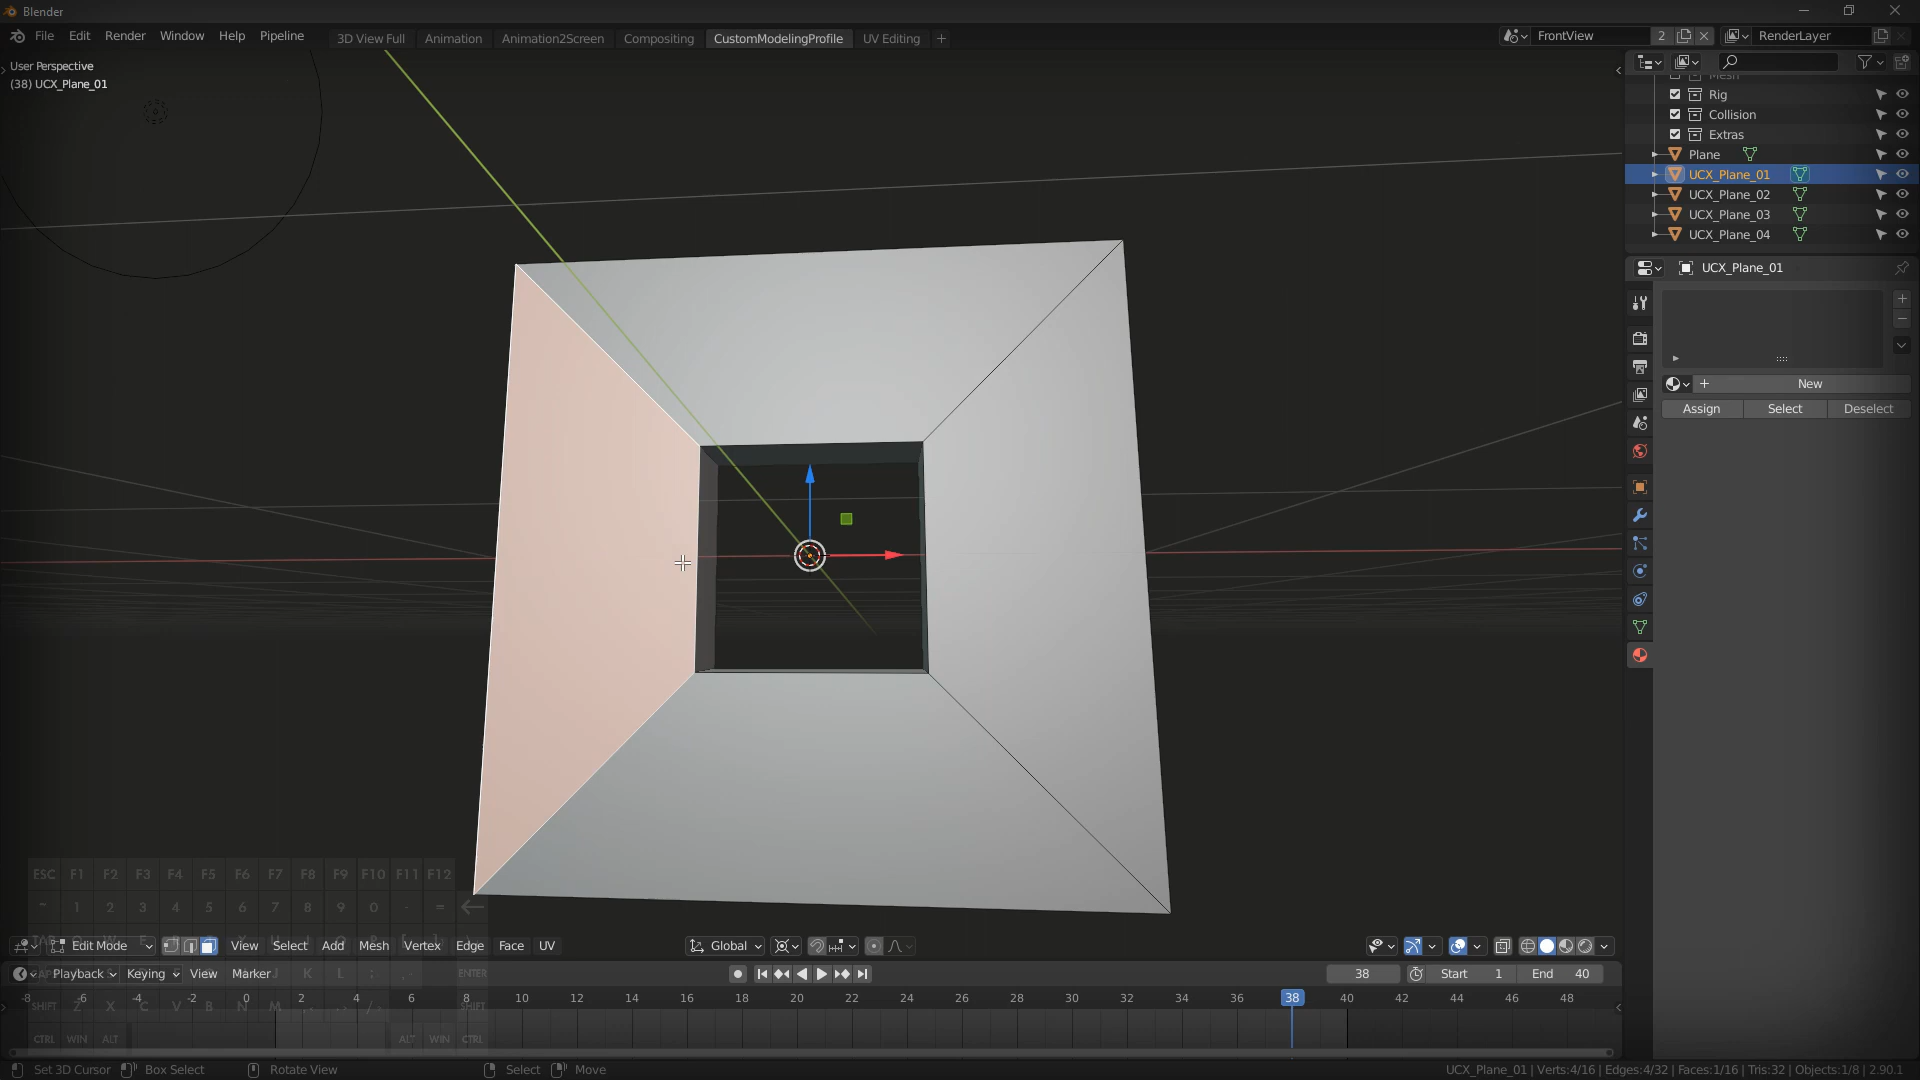 Blender
File Edit Render Window Help Pipeline
3D View Full Animation Animation2Screen Compositing CustomModelingProfile UV Editing +
FrontView 2 RenderLayer
User Perspective
(38) UCX_Plane_01
Mesh
Rig
Collision
Extras
Plane
UCX_Plane_01
UCX_Plane_02
UCX_Plane_03
UCX_Plane_04
UCX_Plane_01
+ New
Assign Select Deselect
ESC F1 F2 F3 F4 F5 F6 F7 F8 F9 F10 F11 F12
~ 1 2 3 4 5 6 7 8 9 0 - =
Edit Mode View Select Add Mesh Vertex Edge Face UV
Global
Playback Keying View Marker J K L ; ENTER
38 Start 1 End 40
-8 -6 -4 -2 0 2 4 6 8 10 12 14 16 18 20 22 24 26 28 30 32 34 36 38 40 42 44 46 48
SHIFT Z X C V B N M , . / SHIFT
CTRL WIN ALT ALT WIN CTRL
Set 3D Cursor Box Select Rotate View Select Move
UCX_Plane_01 | Verts:4/16 | Edges:4/32 | Faces:1/16 | Tris:32 | Objects:1/8 | 2.90.1